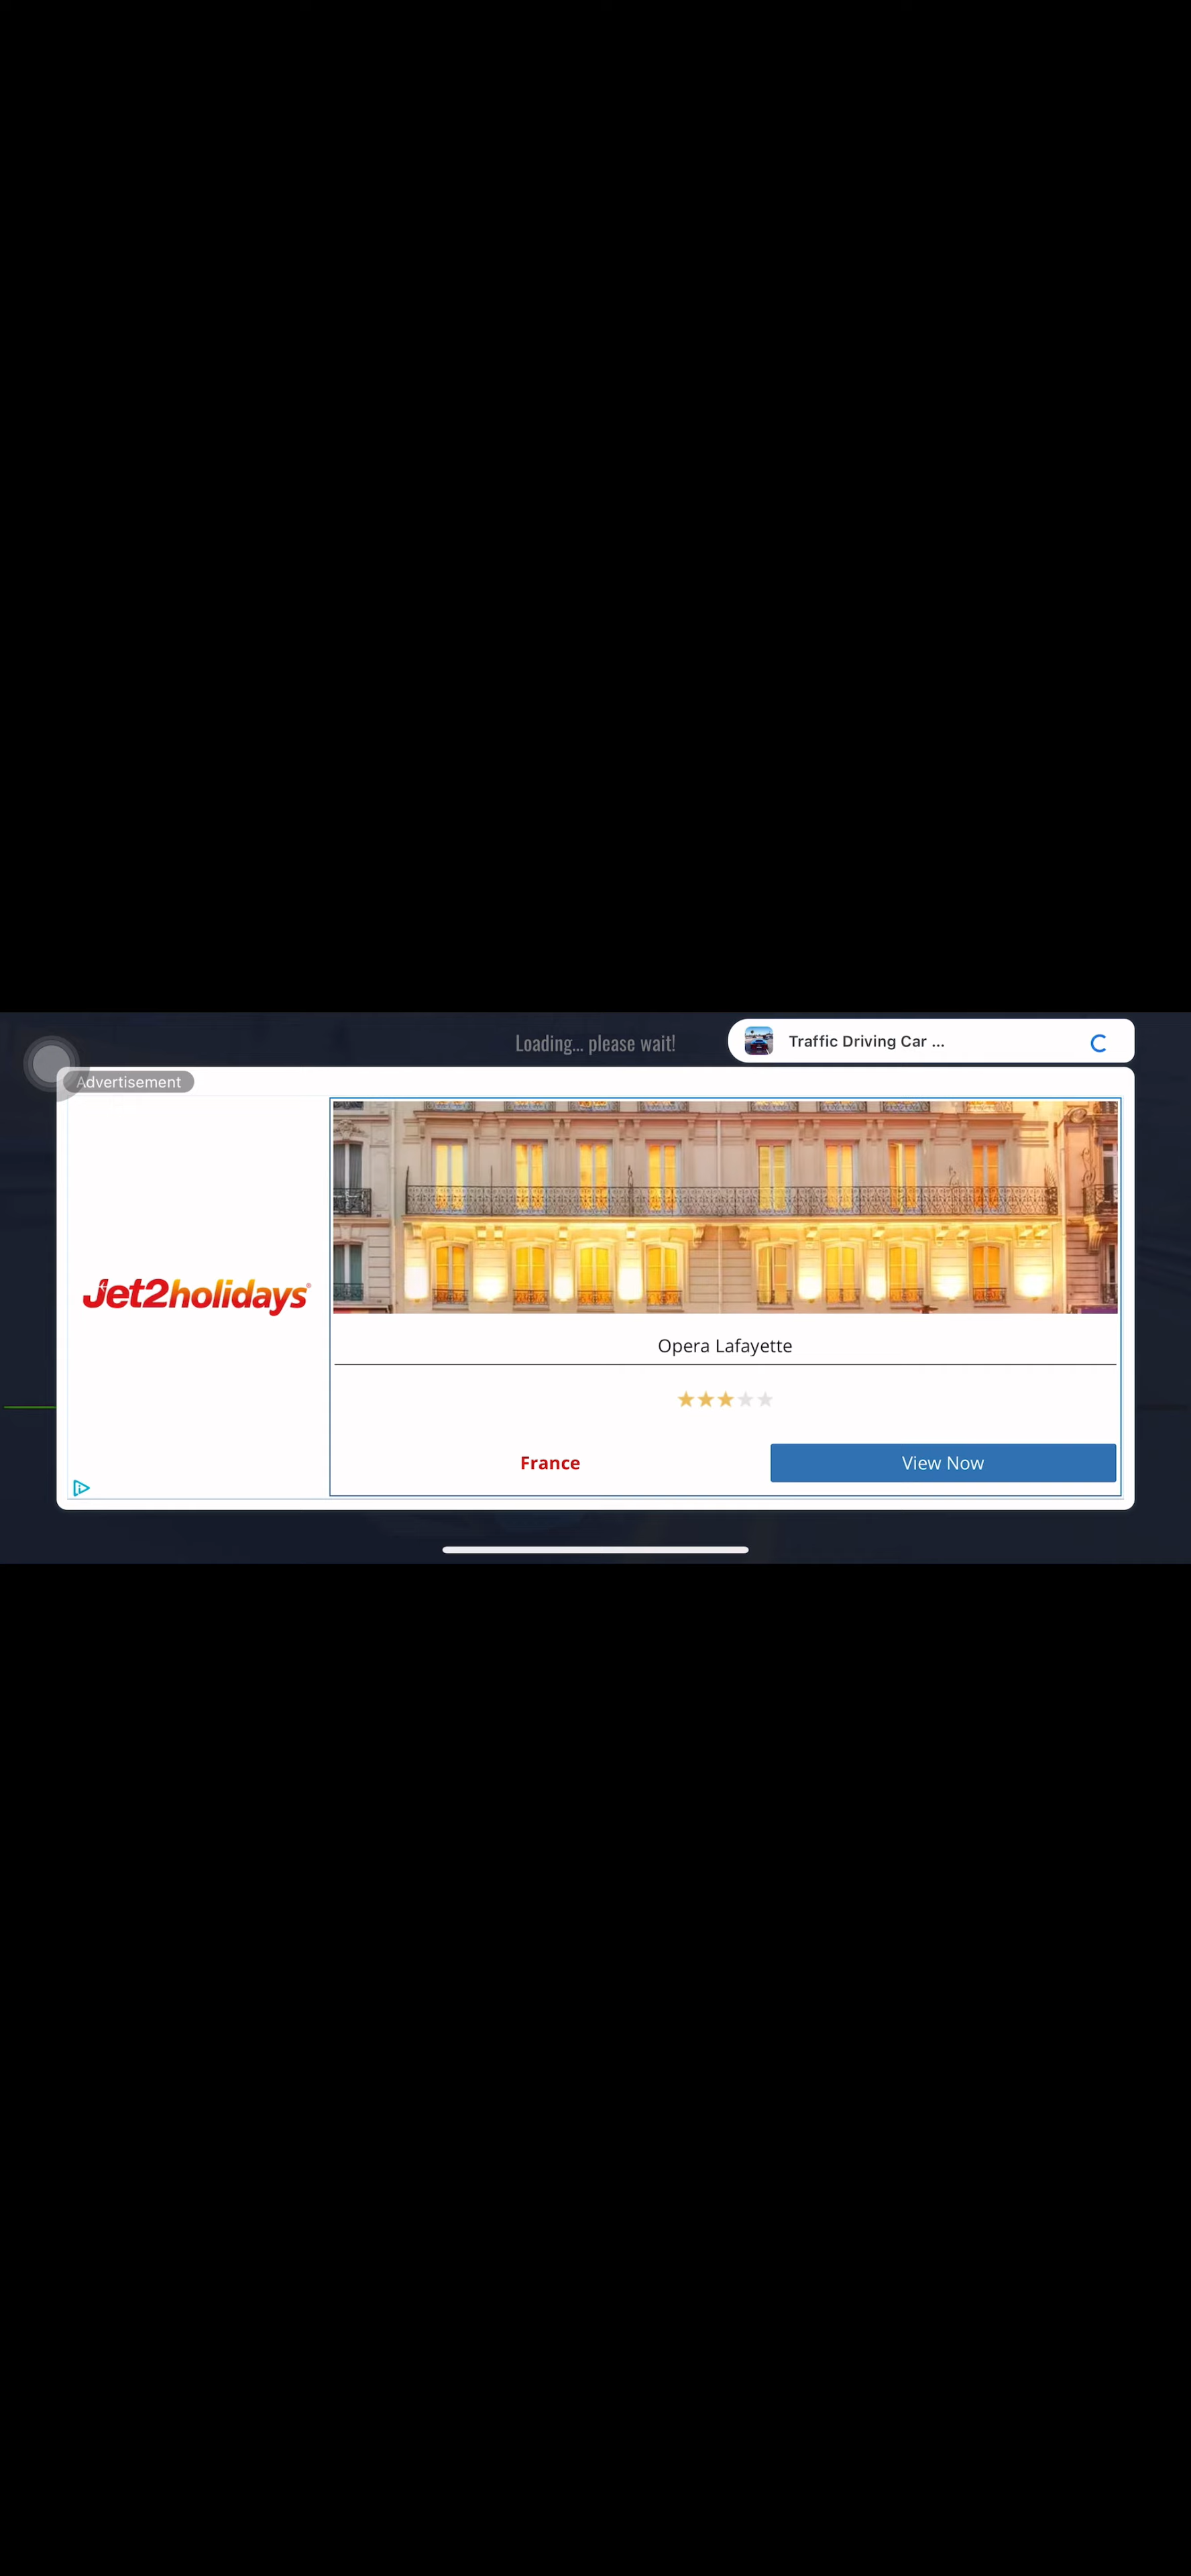 Loading... please wait!
Traffic Driving Car ...
Advertisement
Jet2holidays
Opera Lafayette
France
View Now